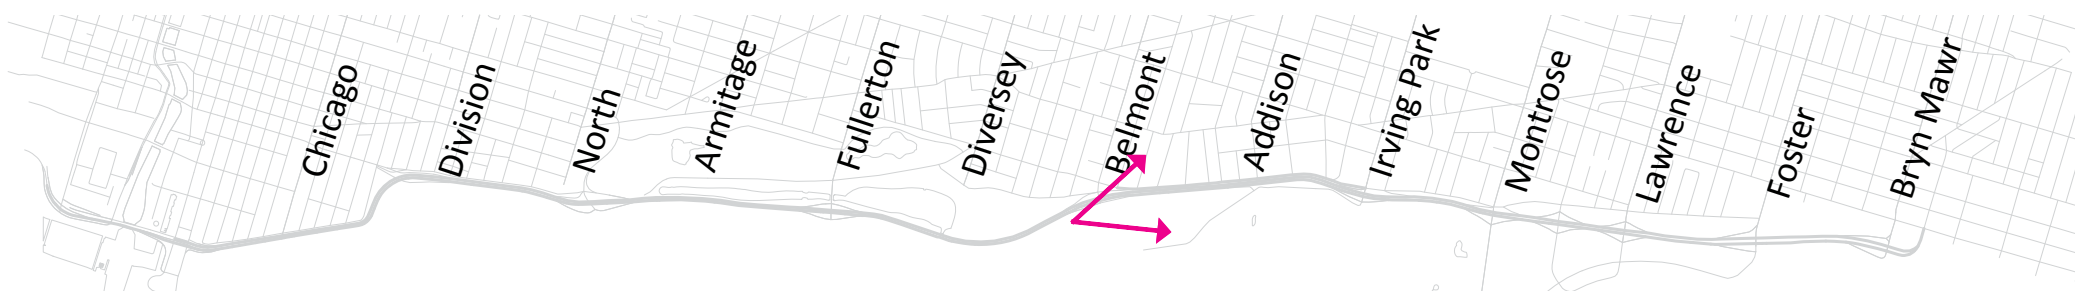 Chicago
Division
North
Armitage
Fullerton
Diversey
Belmont
Addison
Irving Park
Montrose
Lawrence
Foster
Bryn Mawr